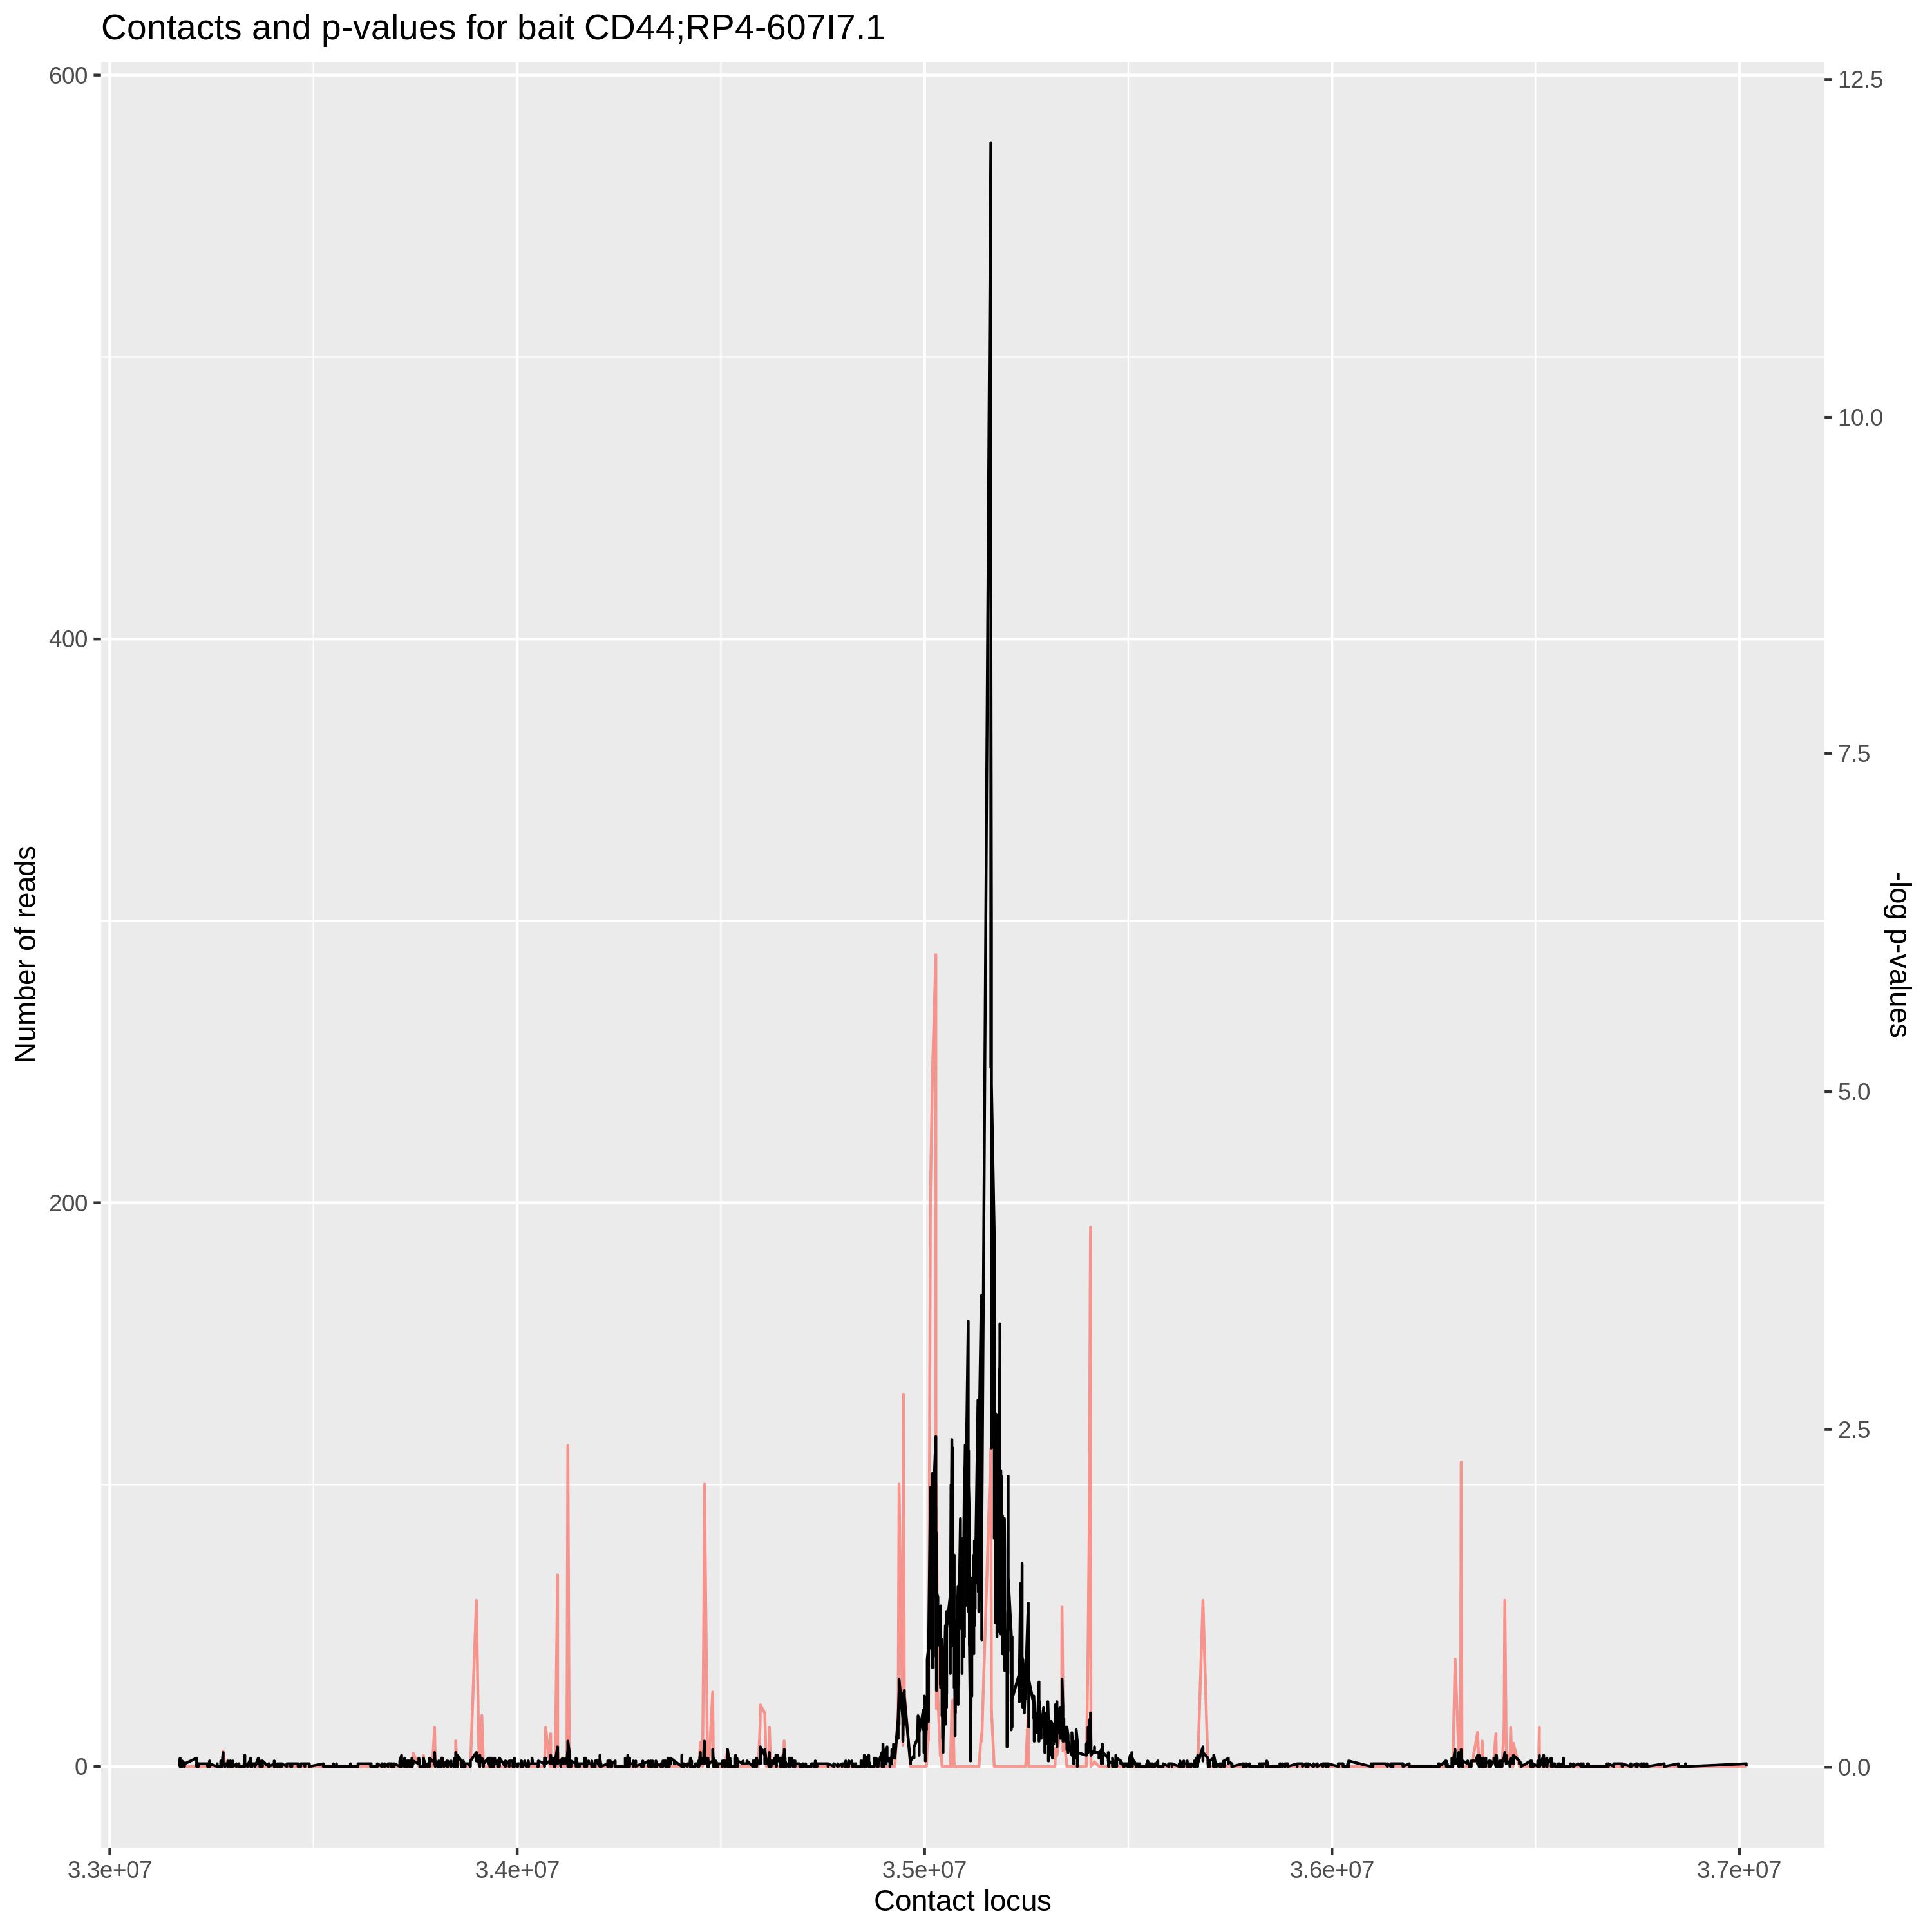 Contacts and p-values for bait CD44;RP4-607I7.1
600
400
200
0
Number of reads
12.5
10.0
7.5
5.0
2.5
0.0
-log p-values
3.3e+07
3.4e+07
3.5e+07
3.6e+07
3.7e+07
Contact locus